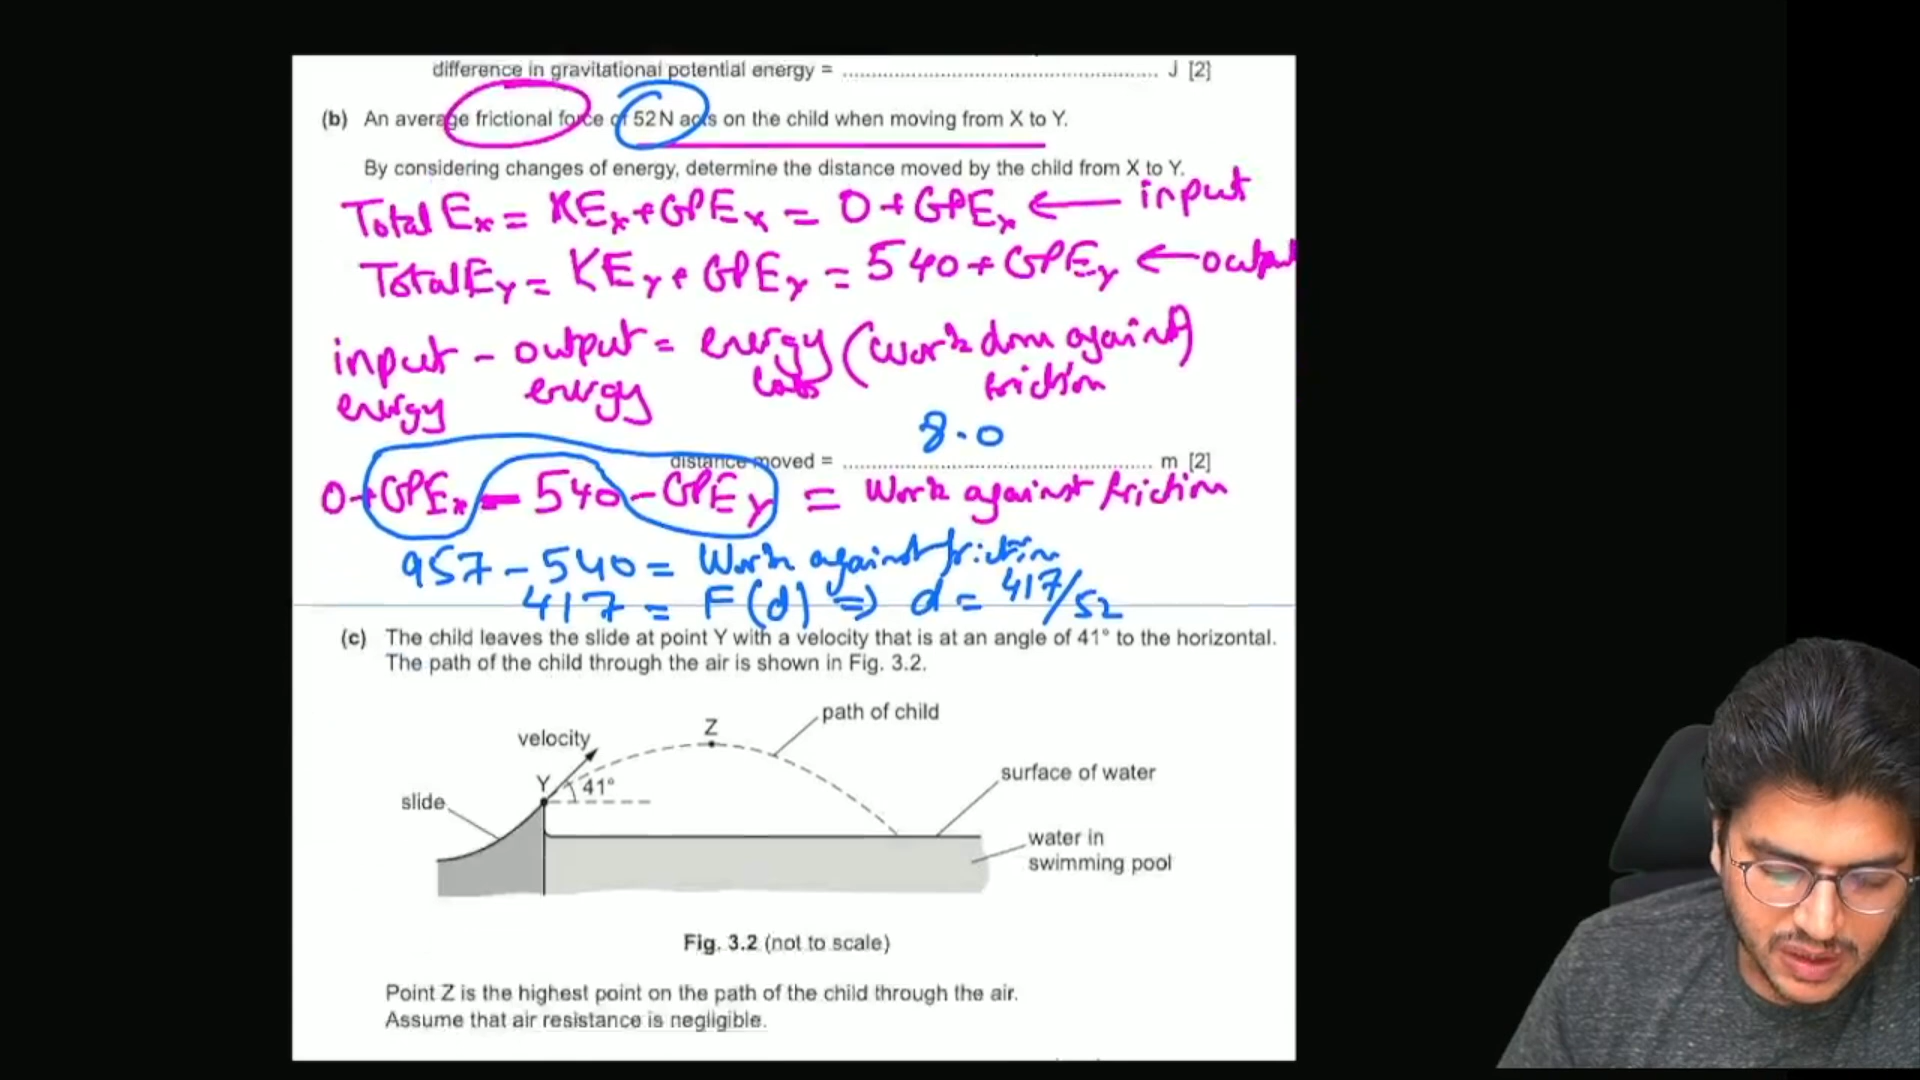 difference in gravitational potential energy = ............................................................ J [2]
(b) An average frictional force of 52N acts on the child when moving from X to Y.
By considering changes of energy, determine the distance moved by the child from X to Y.
Total Ex = KEx + GPEx = 0 + GPEx ← input
Total EY = KEY + GPEY = 540 + GPEY ← output
input energy - output energy = energy loss (work done against friction)
8.0
distance moved = ............................................................ m [2]
0 + GPEx - 540 - GPEY = Work against friction
957 - 540 = Work against friction
417 = F(d) ⇒ d = 417/52
(c) The child leaves the slide at point Y with a velocity that is at an angle of 41° to the horizontal.
The path of the child through the air is shown in Fig. 3.2.
path of child
Z
velocity
surface of water
Y
41°
slide
water in
swimming pool
Fig. 3.2 (not to scale)
Point Z is the highest point on the path of the child through the air.
Assume that air resistance is negligible.